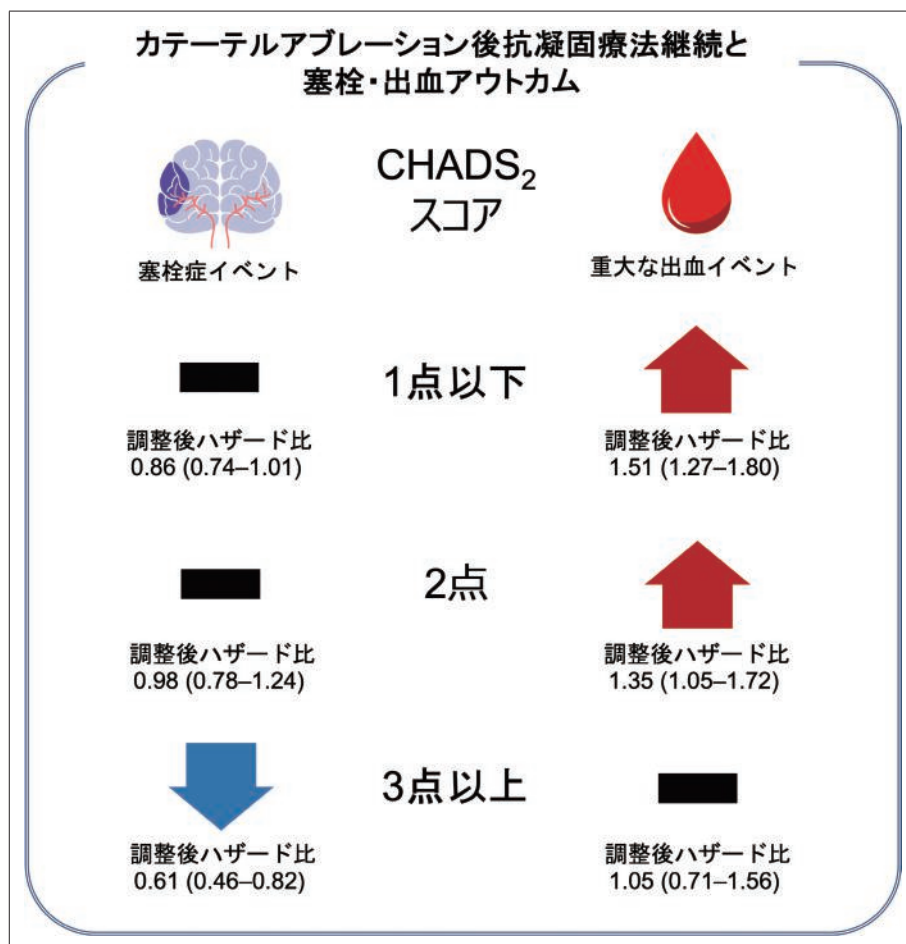 カテーテルアブレーション後抗凝固療法継続と
塞栓・出血アウトカム
CHADS2
スコア
塞栓症イベント
重大な出血イベント
1点以下
調整後ハザード比
0.86 (0.74–1.01)
調整後ハザード比
1.51 (1.27–1.80)
2点
調整後ハザード比
0.98 (0.78–1.24)
調整後ハザード比
1.35 (1.05–1.72)
3点以上
調整後ハザード比
0.61 (0.46–0.82)
調整後ハザード比
1.05 (0.71–1.56)